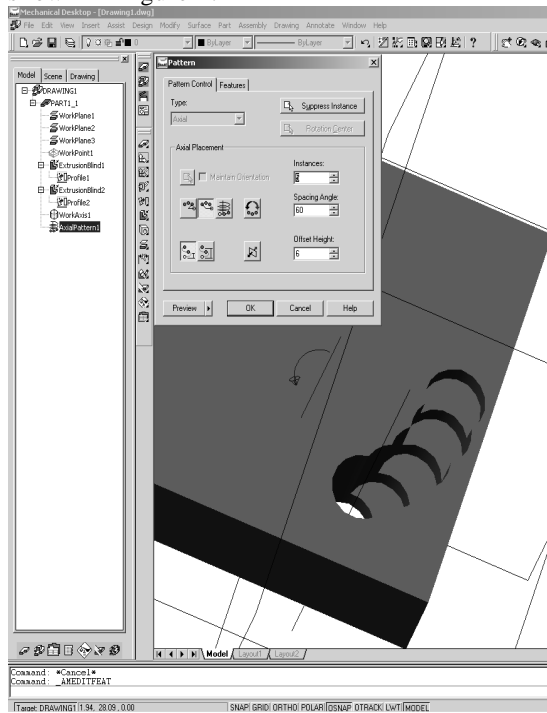 Mechanical Desktop - [Drawing1.dwg]
File Edit View Insert Assist Design Modify Surface Part Assembly Drawing Annotate Window Help
0 ByLayer ByLayer ?
Model Scene Drawing
DRAWING1
PART1_1
WorkPlane1
WorkPlane2
WorkPlane3
WorkPoint1
ExtrusionBlind1
Profile1
ExtrusionBlind2
Profile2
WorkAxis1
AxialPattern1
Pattern
Pattern Control Features
Type:
Axial
Suppress Instance
Rotation Center
Axial Placement
Maintain Orientation
Instances:
Spacing Angle:
60
Offset Height:
6
Preview OK Cancel Help
Model Layout1 Layout2
Command: *Cancel*
Command: _AMEDITFEAT
Target: DRAWING1 1.94, 28.09, 0.00 SNAP GRID ORTHO POLAR OSNAP OTRACK LWT MODEL